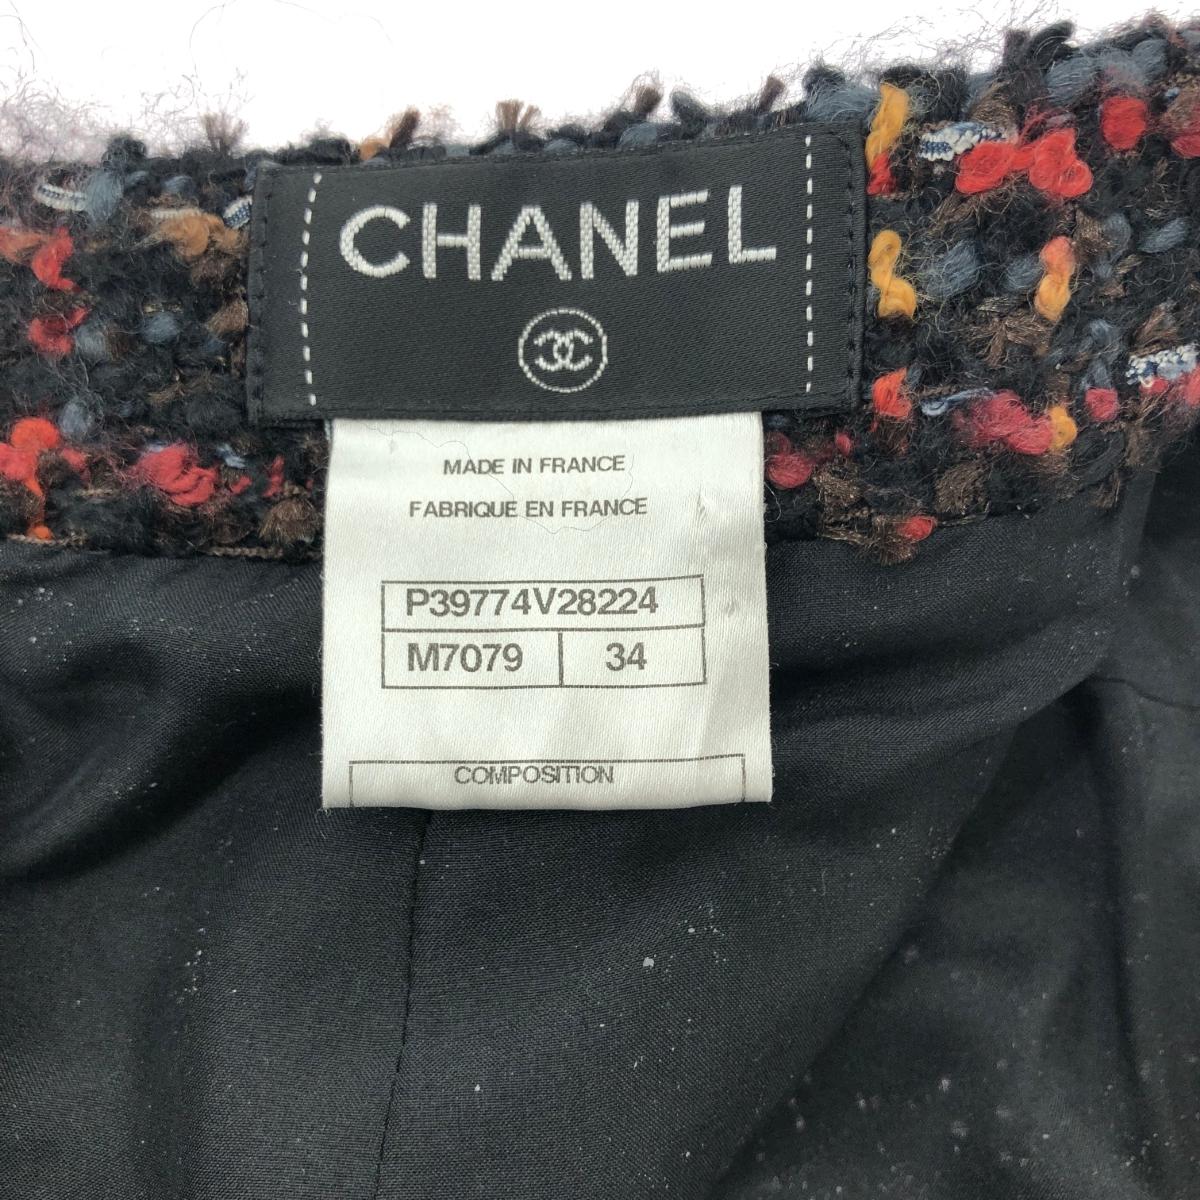 CHANEL
MADE IN FRANCE
FABRIQUE EN FRANCE
P39774V28224
M7079 34
COMPOSITION